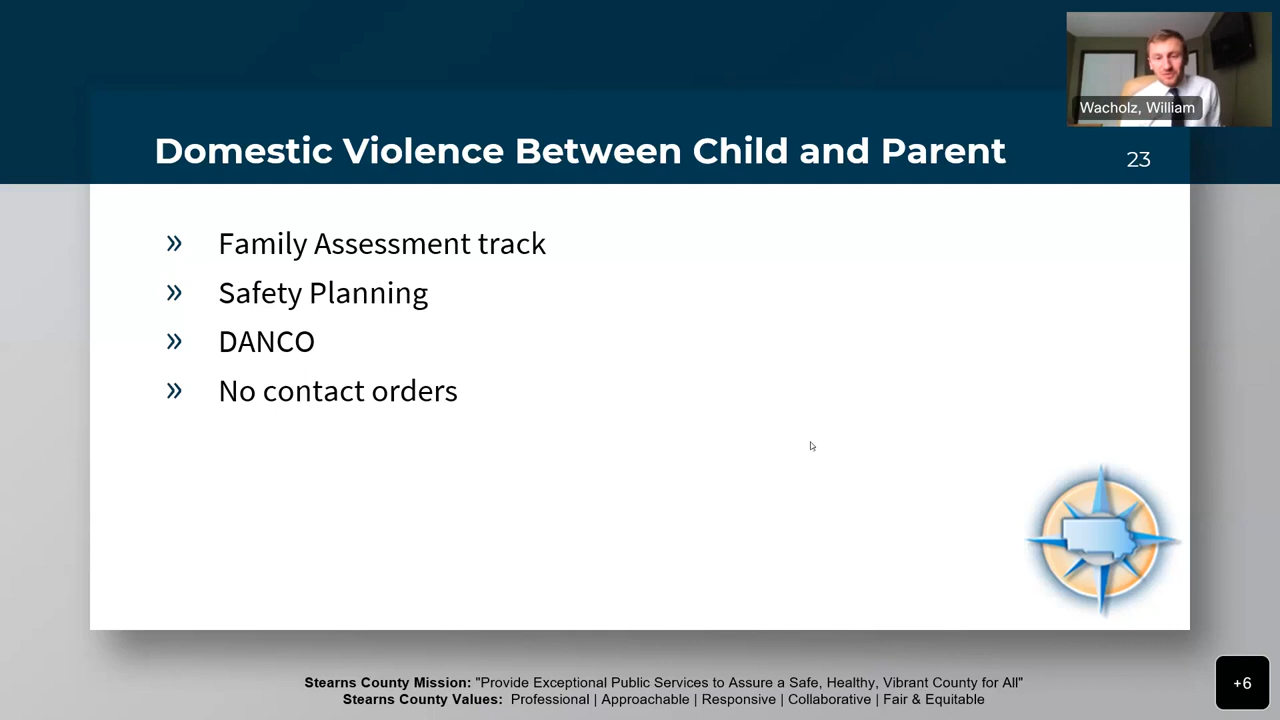 Wacholz, William
Domestic Violence Between Child and Parent
23
» Family Assessment track
» Safety Planning
» DANCO
» No contact orders
Stearns County Mission: "Provide Exceptional Public Services to Assure a Safe, Healthy, Vibrant County for All"
Stearns County Values: Professional | Approachable | Responsive | Collaborative | Fair & Equitable
+6